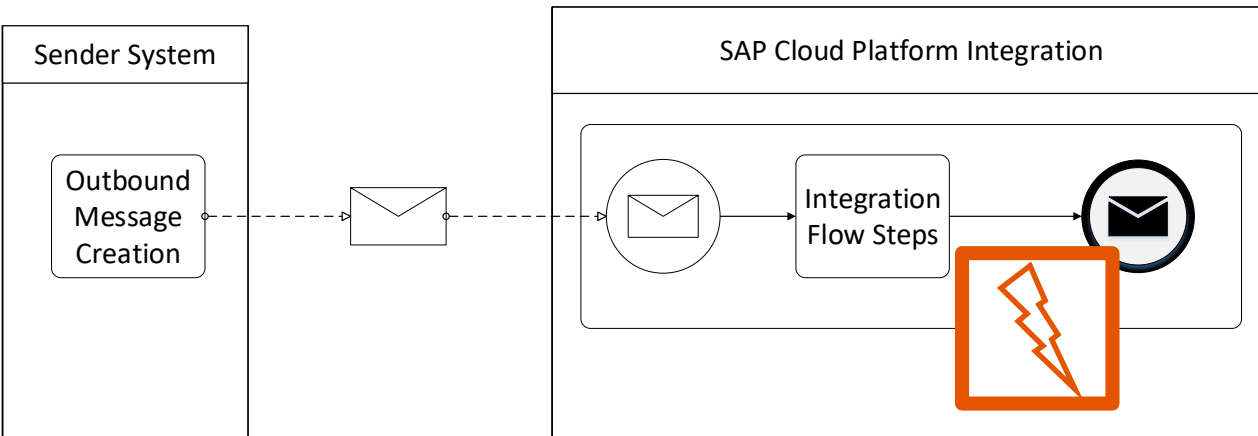 Sender System
SAP Cloud Platform Integration
Outbound
Message
Creation
Integration
Flow Steps